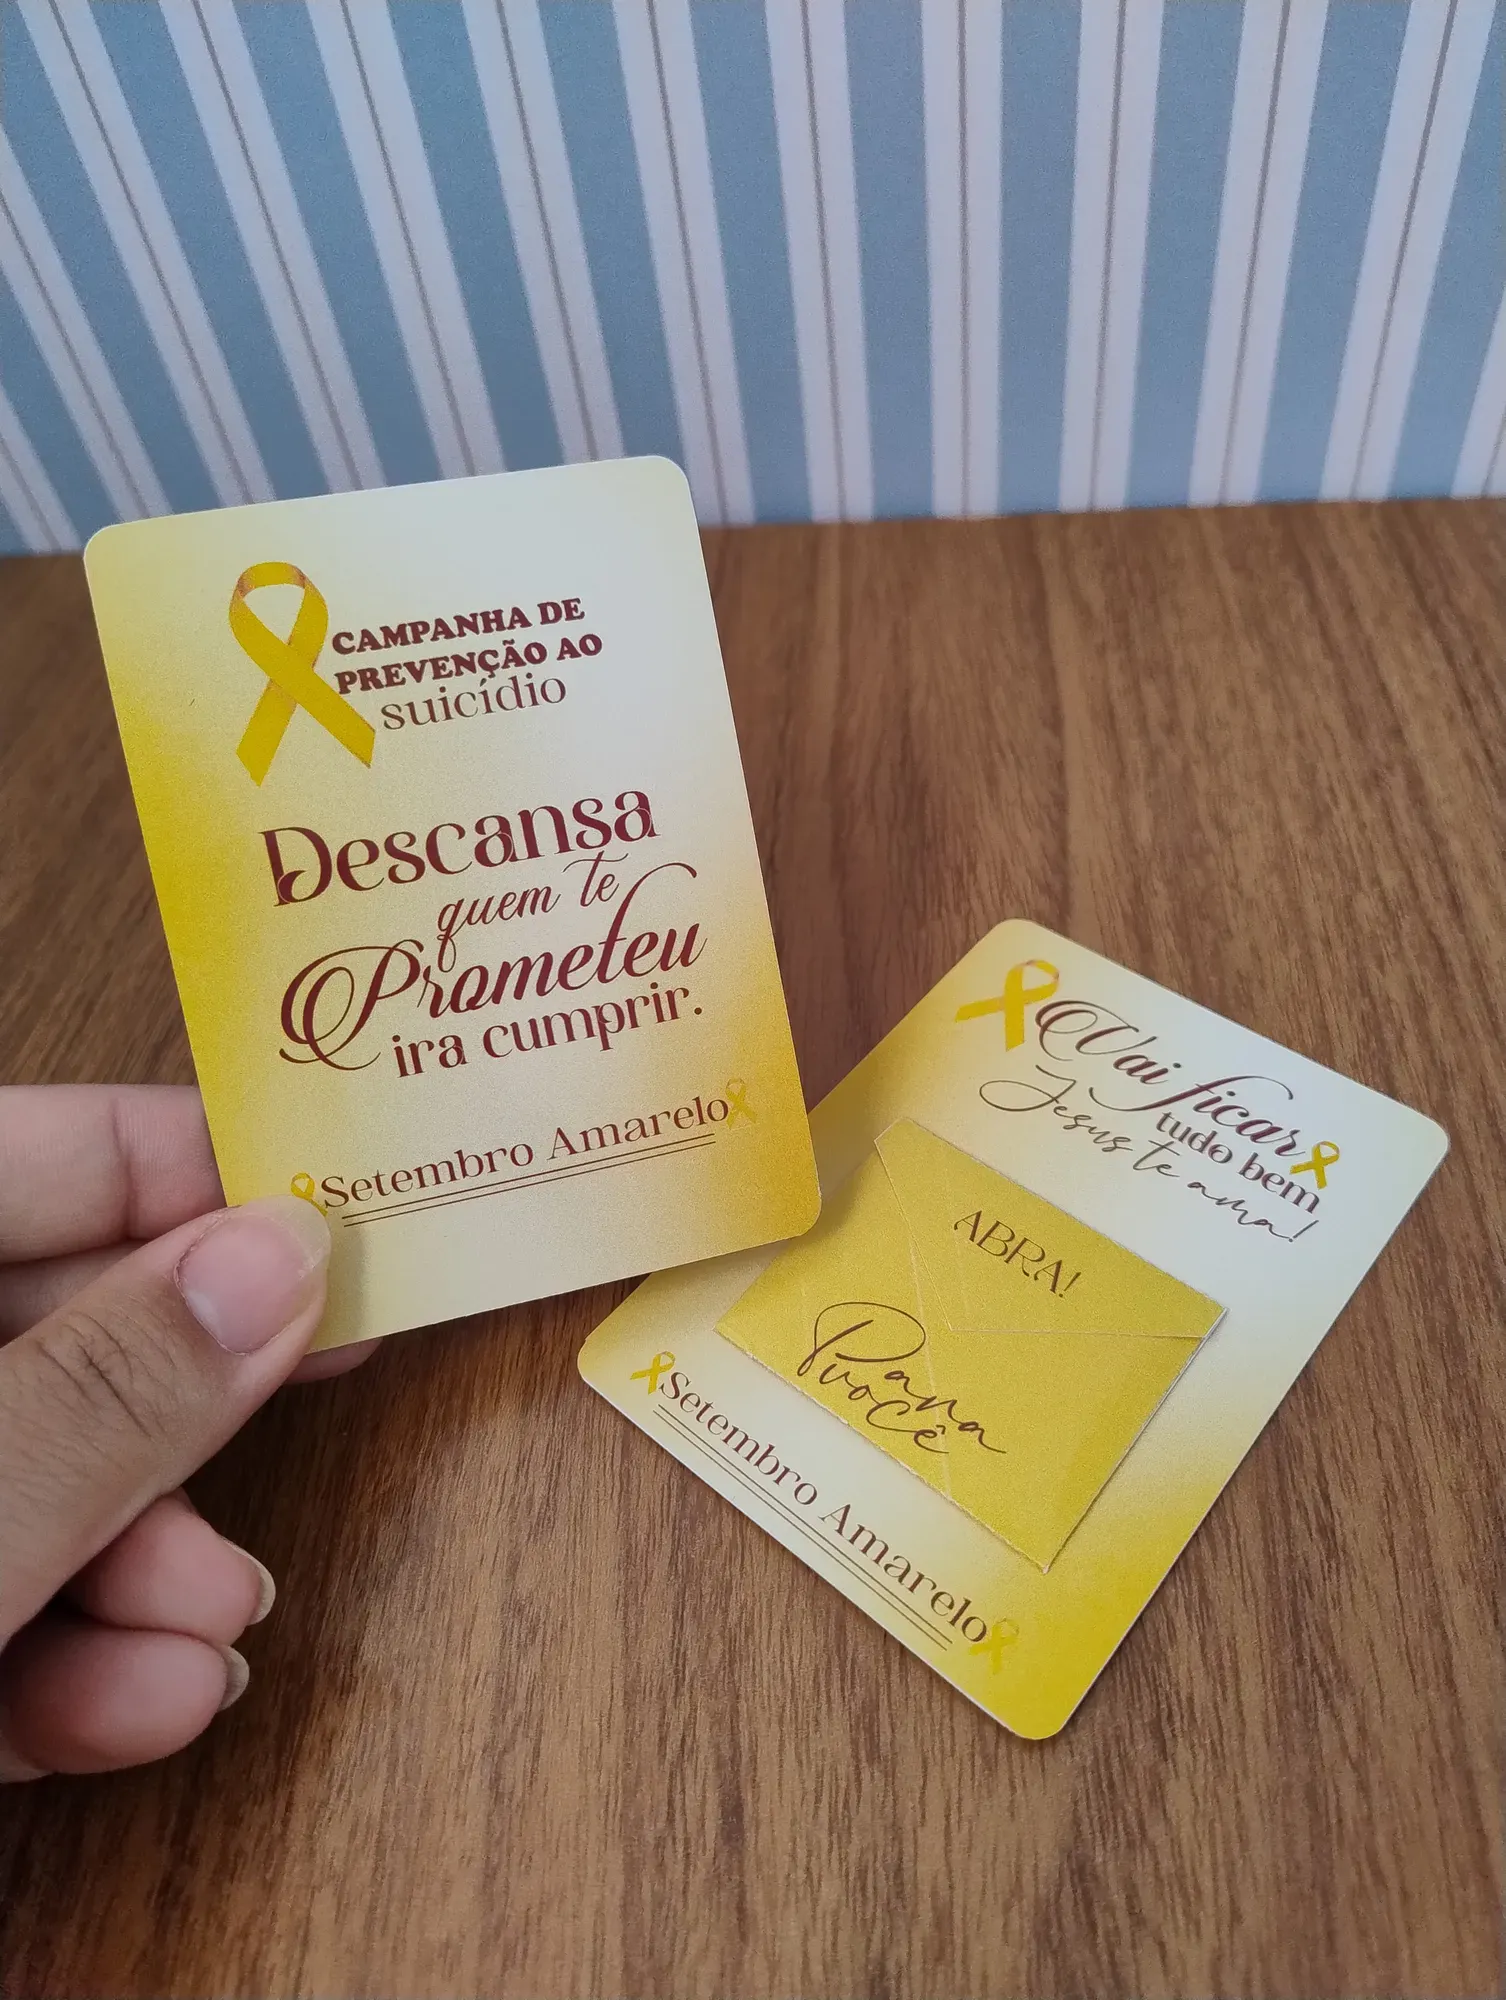 CAMPANHA DE
PREVENÇÃO AO
suicídio
Descansa
quem te
Prometeu
ira cumprir.
Setembro Amarelo
Vai ficar
tudo bem
Jesus te ama!
ABRA!
Para
você
Setembro Amarelo